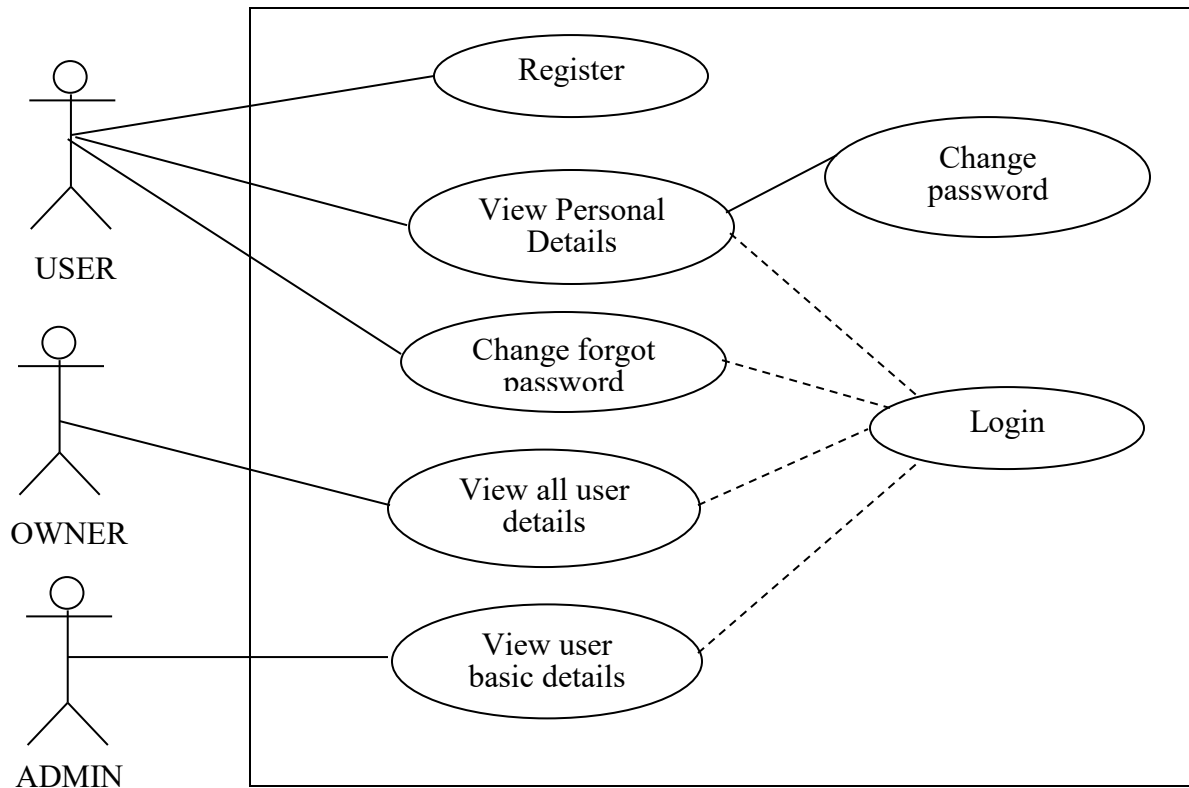 Register
Change
password
View Personal
Details
USER
Change forgot
password
Login
View all user
details
OWNER
View user
basic details
ADMIN